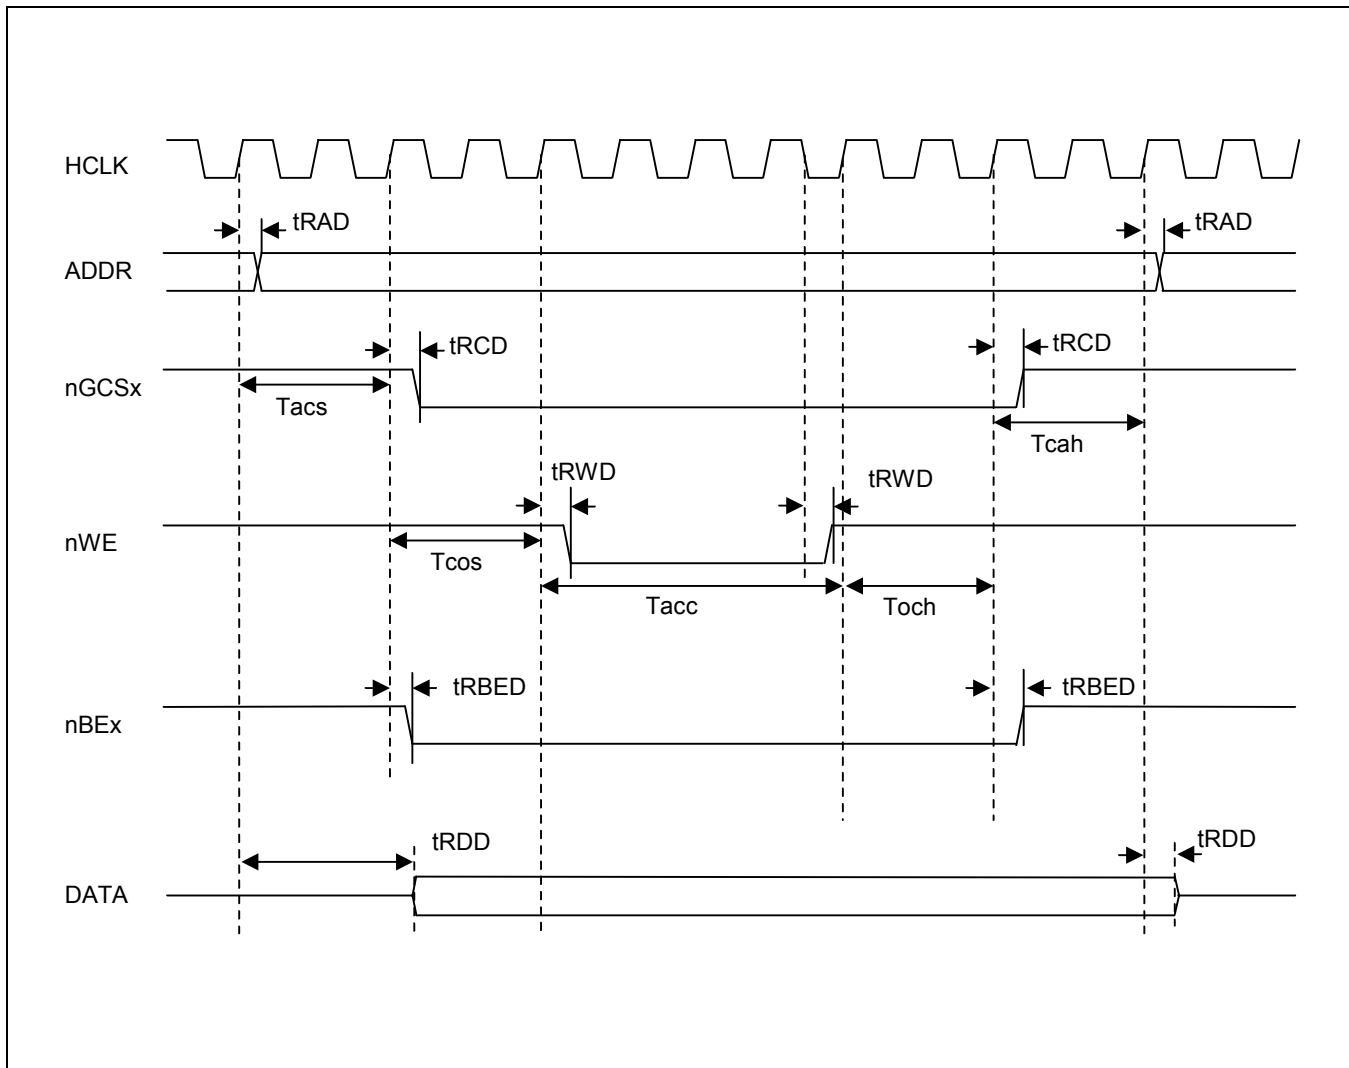 HCLK
tRAD
tRAD
ADDR
tRCD
tRCD
nGCSx
Tacs
Tcah
tRWD
tRWD
nWE
Tcos
Tacc
Toch
tRBED
tRBED
nBEx
tRDD
tRDD
DATA